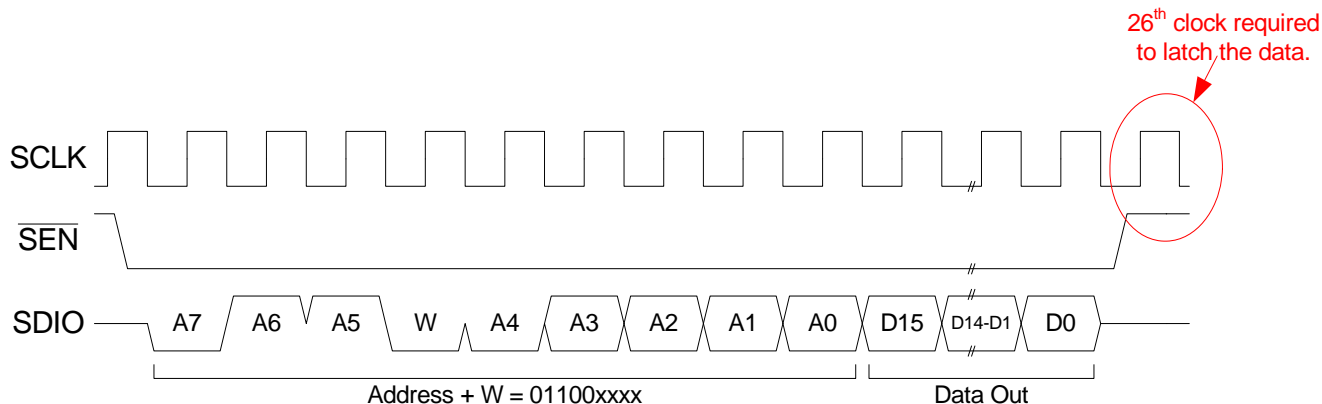 26th clock required
to latch the data.
SCLK
SEN
SDIO
A7 A6 A5 W A4 A3 A2 A1 A0 D15 D14-D1 D0
Address + W = 01100xxxx
Data Out